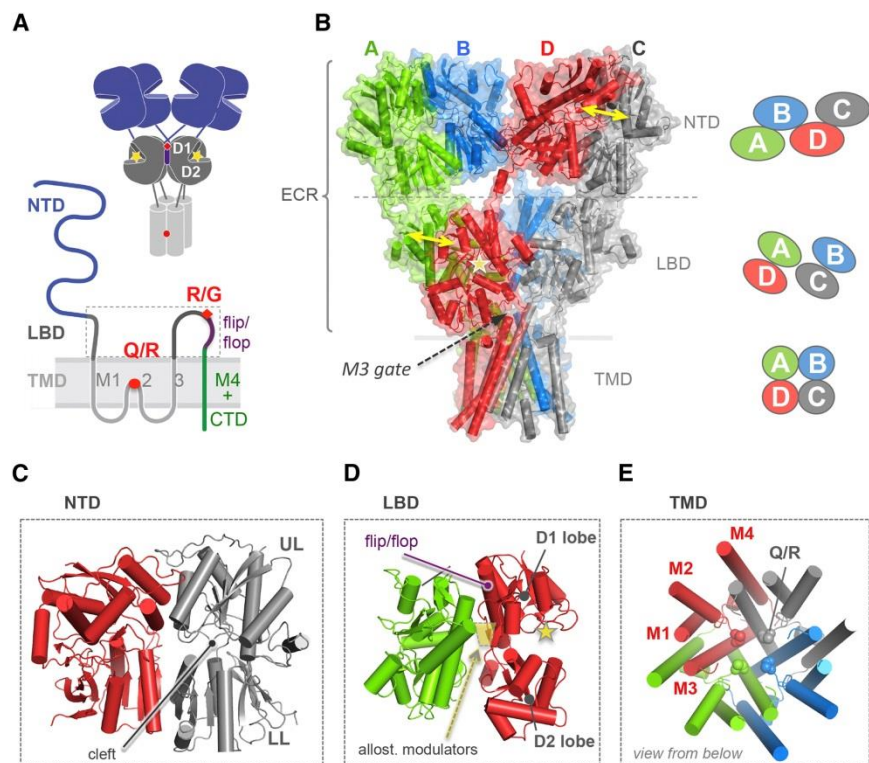 A
NTD
D1
D2
R/G
LBD
Q/R
flip/
flop
TMD
M1
2
3
M4
+
CTD
B
A B D C
NTD
ECR
LBD
M3 gate
TMD
B C
A D
A B
D C
A B
D C
C
NTD
UL
cleft
LL
D
LBD
flip/flop
D1 lobe
allost. modulators
D2 lobe
E
TMD
M4
Q/R
M2
M1
M3
view from below